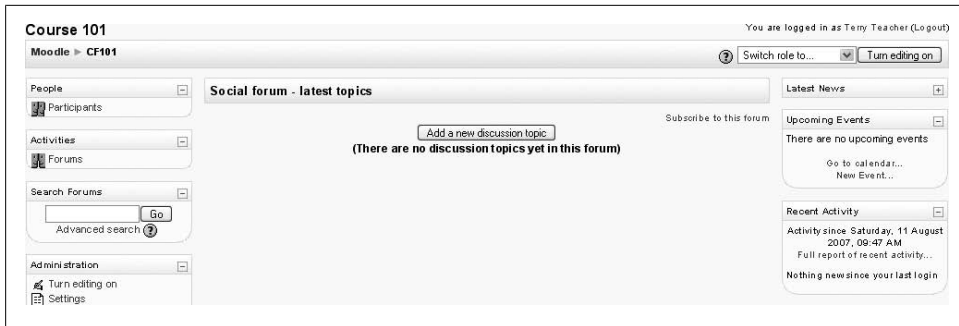 Course 101
You are logged in as Terry Teacher (Logout)
Moodle ► CF101
Switch role to...
Turn editing on
People
Participants
Activities
Forums
Search Forums
Go
Advanced search
Administration
Turn editing on
Settings
Social forum - latest topics
Subscribe to this forum
Add a new discussion topic
(There are no discussion topics yet in this forum)
Latest News
Upcoming Events
There are no upcoming events
Go to calendar...
New Event...
Recent Activity
Activity since Saturday, 11 August
2007, 09:47 AM
Full report of recent activity...
Nothing new since your last login